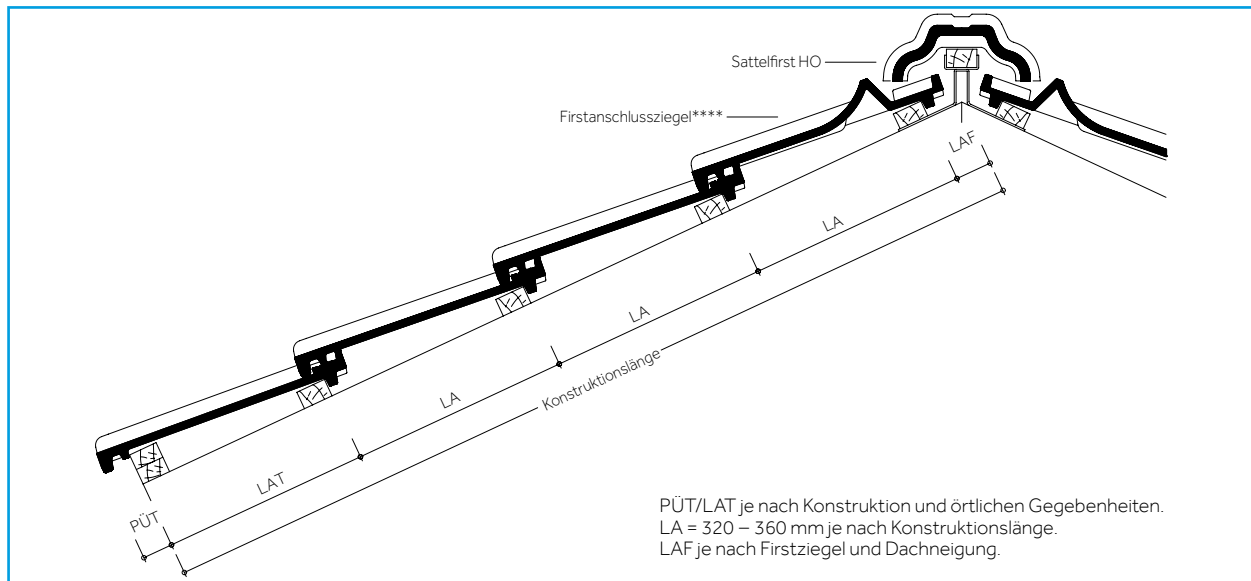 Sattelfirst HO
Firstanschlussziegel****
LAF
LA
LA
LA
Konstruktionslänge
LAT
PÜT
PÜT/LAT je nach Konstruktion und örtlichen Gegebenheiten.
LA = 320 – 360 mm je nach Konstruktionslänge.
LAF je nach Firstziegel und Dachneigung.